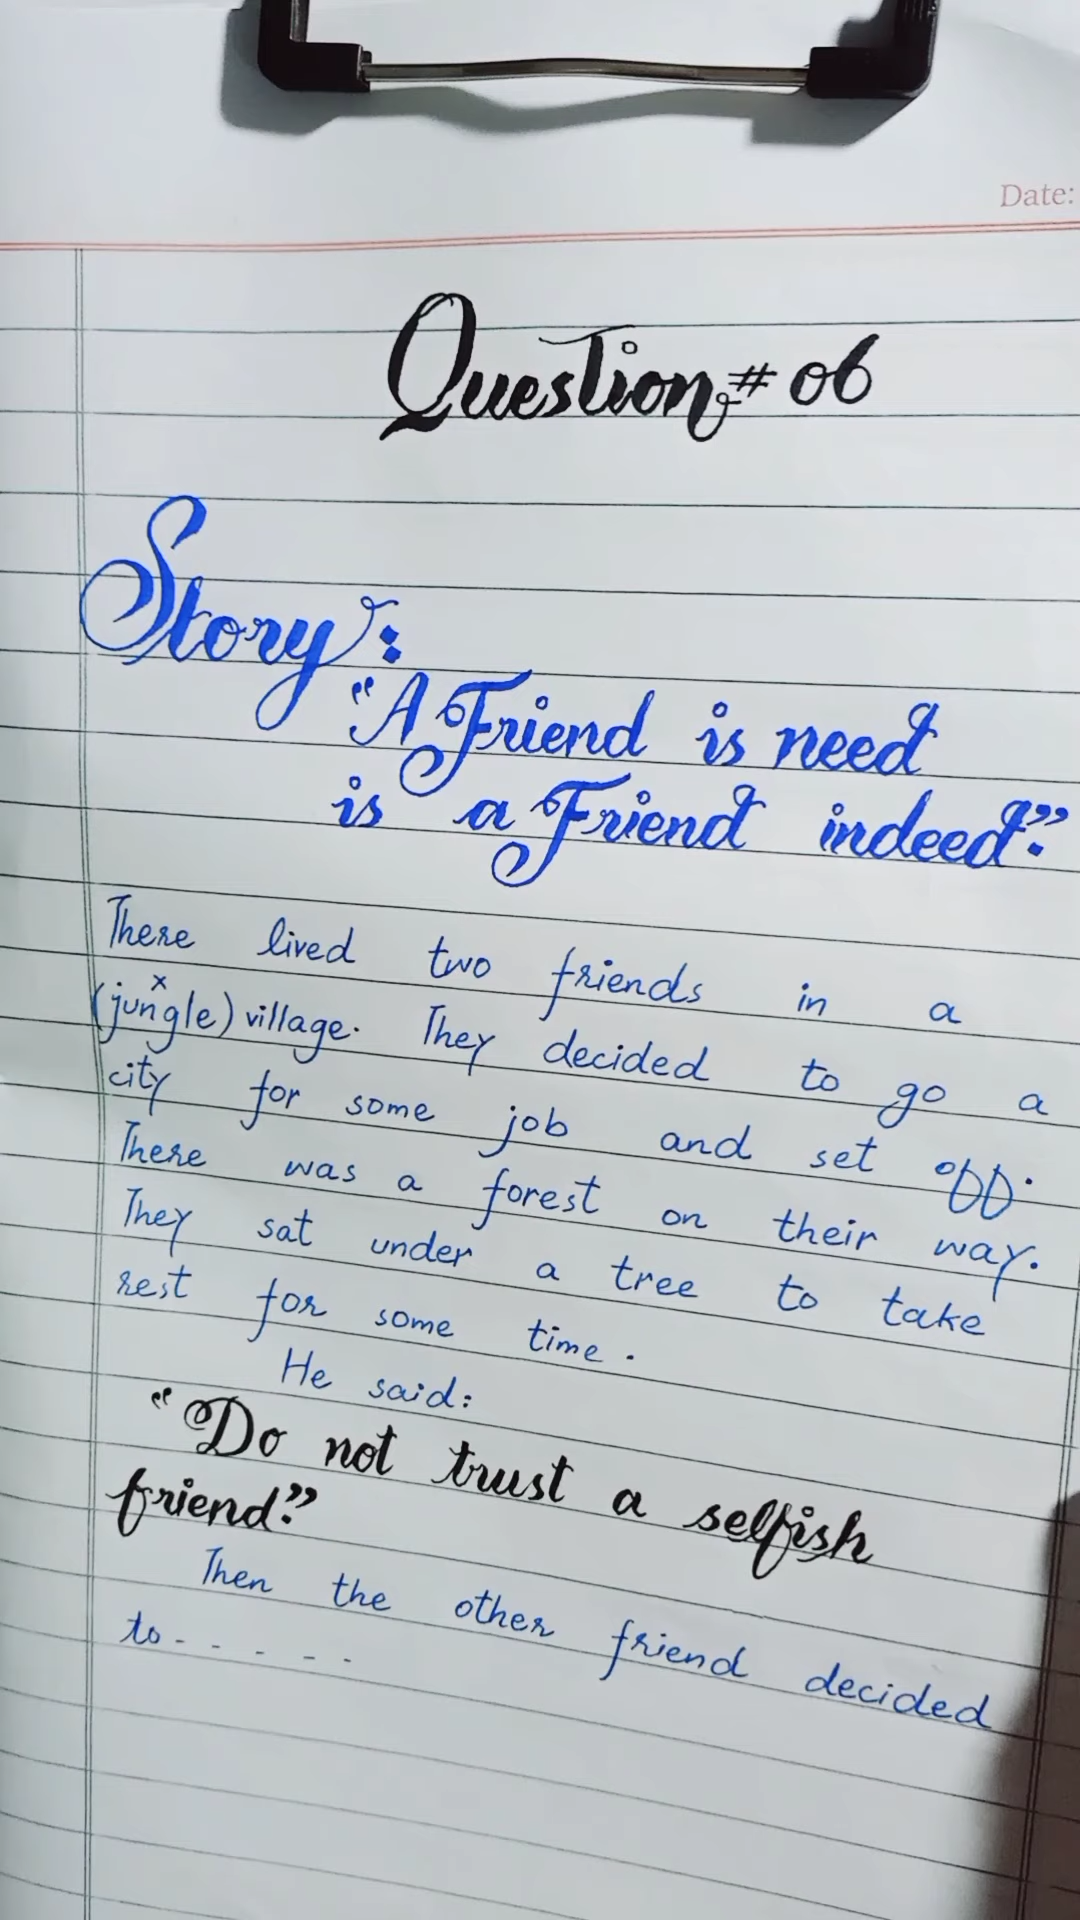 Date:
Question # 06
Story:
"A Friend is need
is a Friend indeed."
There lived two friends in a
(jungle) village. They decided to go a
city for some job and set off.
There was a forest on their way.
They sat under a tree to take
rest for some time.
He said:
"Do not trust a selfish
friend."
Then the other friend decided
to - - - - -